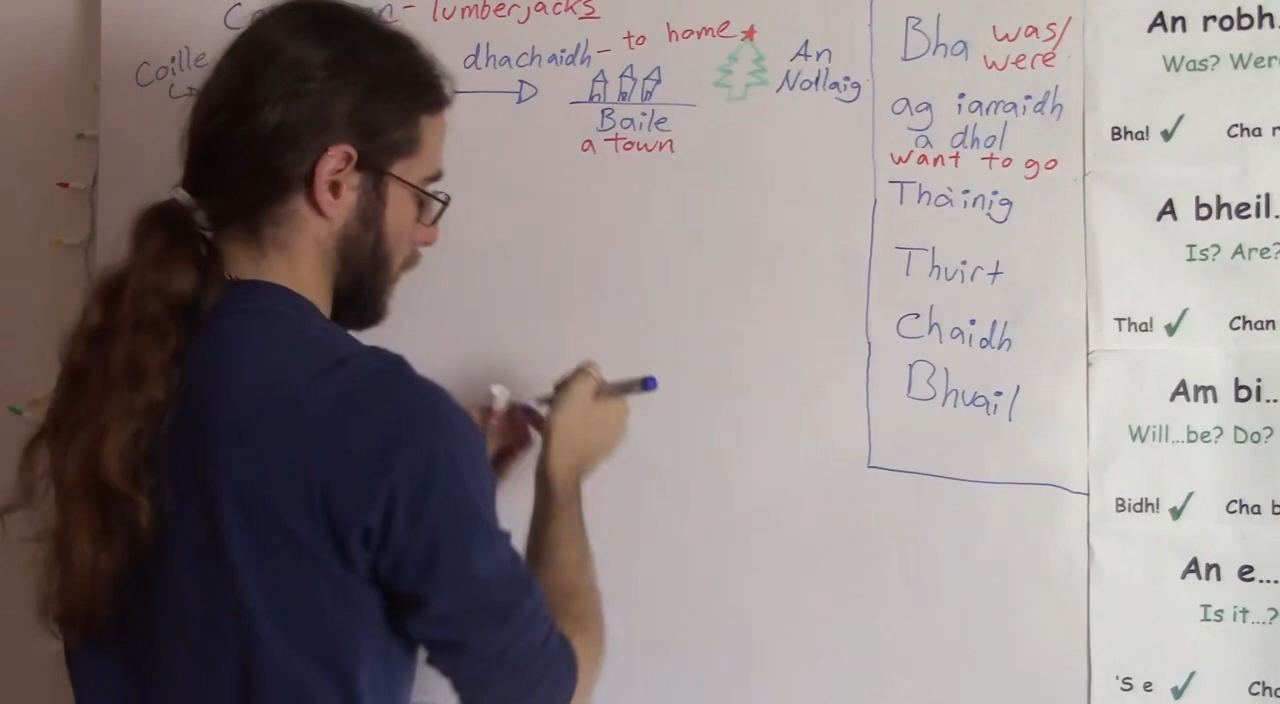 lumberjacks
Coille
dhachaidh - to home
Baile
a town
An
Nollaig
Bha was/
were
ag iarraidh
a dhol
want to go
Thàinig
Thuirt
Chaidh
Bhuail
An robh
Was?
Bha! ✓ Cha
A bheil..
Is? Are?
Tha! ✓ Chan
Am bi..
Will...be? Do?
Bidh! ✓ Cha
An e...
Is it...?
'S e ✓